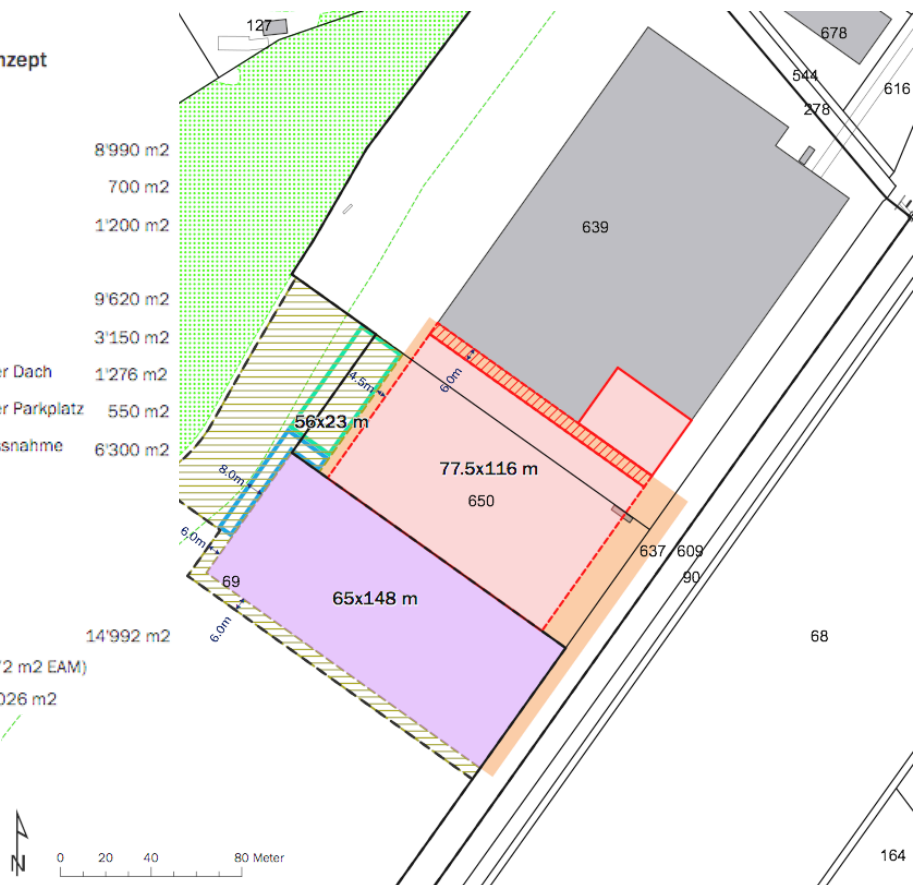 nzept
8'990 m2
700 m2
1'200 m2
9'620 m2
3'150 m2
er Dach 1'276 m2
er Parkplatz 550 m2
ssnahme 6'300 m2
14'992 m2
72 m2 EAM)
026 m2
127
678
544
278
616
639
6.0m
4.5m
56x23 m
77.5x116 m
650
8.0m
6.0m
637
609
90
69
65x148 m
6.0m
68
164
N
0 20 40 80 Meter